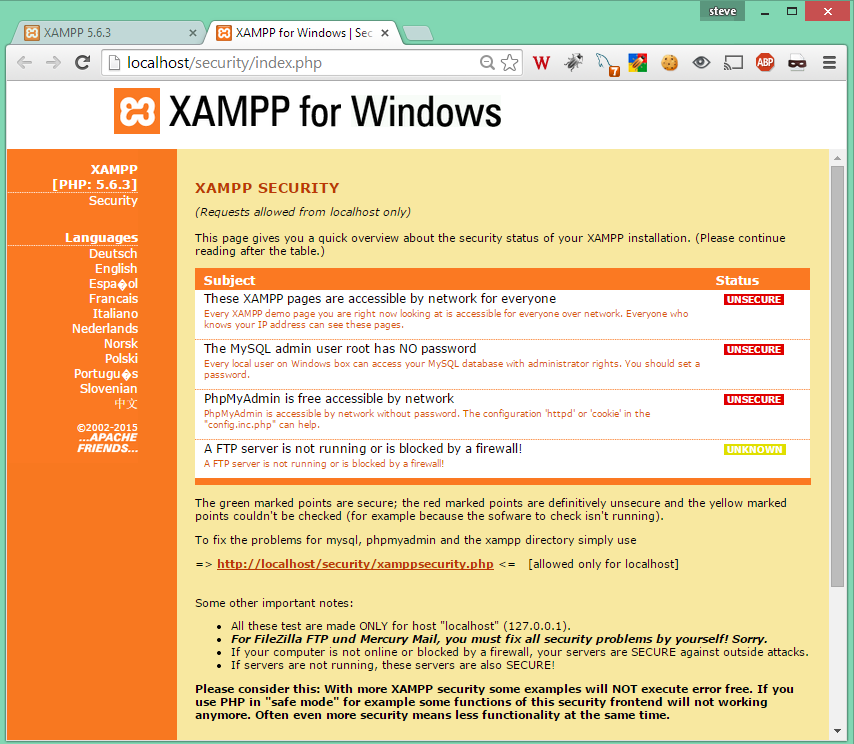 steve
XAMPP 5.6.3
XAMPP for Windows | Sec
localhost/security/index.php
W
7
ABP
XAMPP for Windows
XAMPP
[PHP: 5.6.3]
Security
Languages
Deutsch
English
Espa�ol
Francais
Italiano
Nederlands
Norsk
Polski
Portugu�s
Slovenian
中文
©2002-2015
...APACHE
FRIENDS...
XAMPP SECURITY
(Requests allowed from localhost only)
This page gives you a quick overview about the security status of your XAMPP installation. (Please continue
reading after the table.)
Subject Status
These XAMPP pages are accessible by network for everyone UNSECURE
Every XAMPP demo page you are right now looking at is accessible for everyone over network. Everyone who
knows your IP address can see these pages.
The MySQL admin user root has NO password UNSECURE
Every local user on Windows box can access your MySQL database with administrator rights. You should set a
password.
PhpMyAdmin is free accessible by network UNSECURE
PhpMyAdmin is accessible by network without password. The configuration 'httpd' or 'cookie' in the
"config.inc.php" can help.
A FTP server is not running or is blocked by a firewall! UNKNOWN
A FTP server is not running or is blocked by a firewall!
The green marked points are secure; the red marked points are definitively unsecure and the yellow marked
points couldn't be checked (for example because the sofware to check isn't running).
To fix the problems for mysql, phpmyadmin and the xampp directory simply use
=> http://localhost/security/xamppsecurity.php <= [allowed only for localhost]
Some other important notes:
• All these test are made ONLY for host "localhost" (127.0.0.1).
• For FileZilla FTP und Mercury Mail, you must fix all security problems by yourself! Sorry.
• If your computer is not online or blocked by a firewall, your servers are SECURE against outside attacks.
• If servers are not running, these servers are also SECURE!
Please consider this: With more XAMPP security some examples will NOT execute error free. If you
use PHP in "safe mode" for example some functions of this security frontend will not working
anymore. Often even more security means less functionality at the same time.